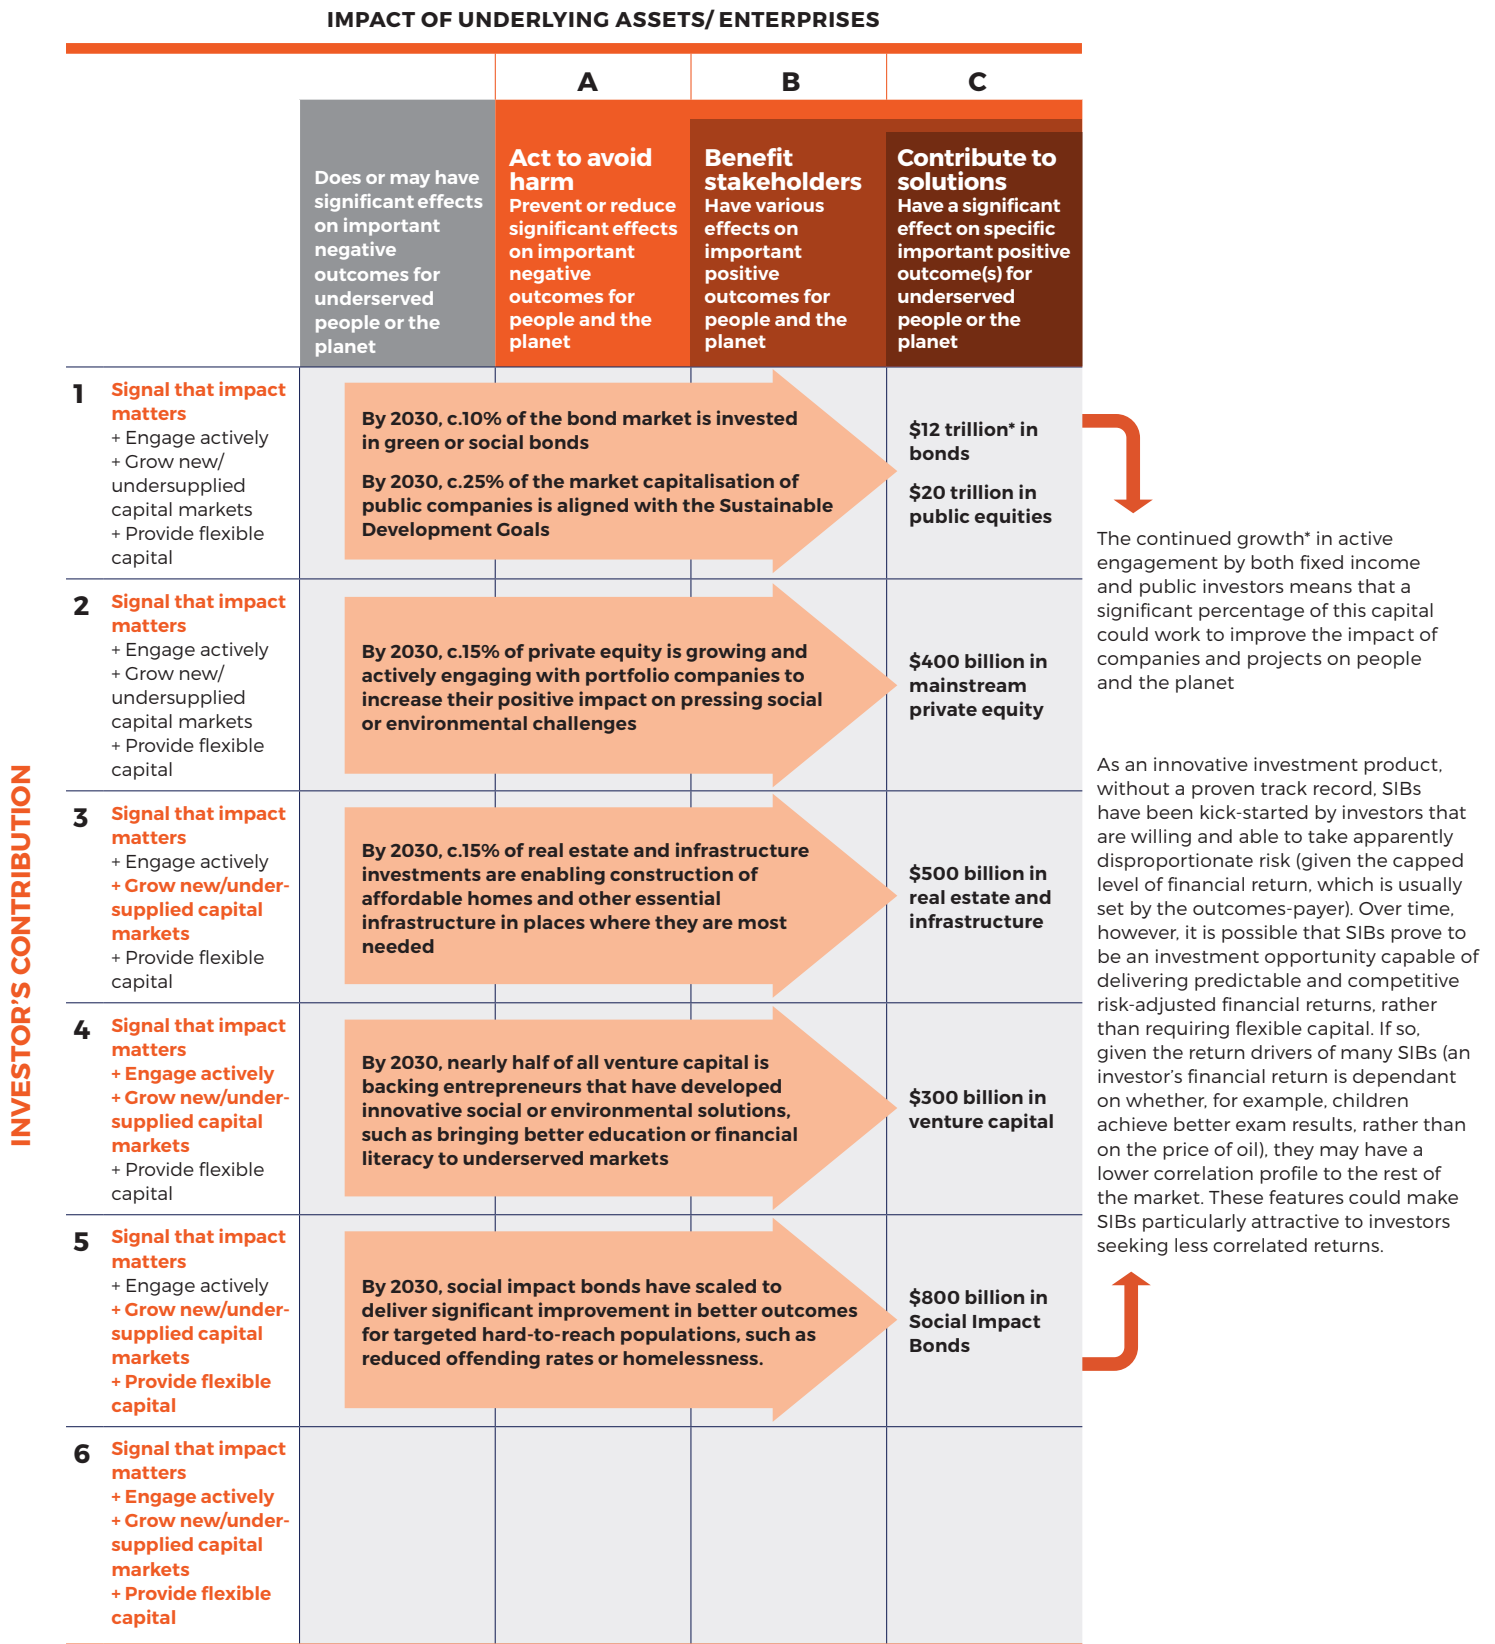 IMPACT OF UNDERLYING ASSETS/ ENTERPRISES
A
B
C
Does or may have
significant effects
on important
negative
outcomes for
underserved
people or the
planet
Act to avoid
harm
Prevent or reduce
significant effects
on important
negative
outcomes for
people and the
planet
Benefit
stakeholders
Have various
effects on
important
positive
outcomes for
people and the
planet
Contribute to
solutions
Have a significant
effect on specific
important positive
outcome(s) for
underserved
people or the
planet
INVESTOR'S CONTRIBUTION
1
Signal that impact
matters
+ Engage actively
+ Grow new/
undersupplied
capital markets
+ Provide flexible
capital
By 2030, c.10% of the bond market is invested
in green or social bonds
By 2030, c.25% of the market capitalisation of
public companies is aligned with the Sustainable
Development Goals
$12 trillion* in
bonds
$20 trillion in
public equities
2
Signal that impact
matters
+ Engage actively
+ Grow new/
undersupplied
capital markets
+ Provide flexible
capital
By 2030, c.15% of private equity is growing and
actively engaging with portfolio companies to
increase their positive impact on pressing social
or environmental challenges
$400 billion in
mainstream
private equity
3
Signal that impact
matters
+ Engage actively
+ Grow new/under-
supplied capital
markets
+ Provide flexible
capital
By 2030, c.15% of real estate and infrastructure
investments are enabling construction of
affordable homes and other essential
infrastructure in places where they are most
needed
$500 billion in
real estate and
infrastructure
4
Signal that impact
matters
+ Engage actively
+ Grow new/under-
supplied capital
markets
+ Provide flexible
capital
By 2030, nearly half of all venture capital is
backing entrepreneurs that have developed
innovative social or environmental solutions,
such as bringing better education or financial
literacy to underserved markets
$300 billion in
venture capital
5
Signal that impact
matters
+ Engage actively
+ Grow new/under-
supplied capital
markets
+ Provide flexible
capital
By 2030, social impact bonds have scaled to
deliver significant improvement in better outcomes
for targeted hard-to-reach populations, such as
reduced offending rates or homelessness.
$800 billion in
Social Impact
Bonds
6
Signal that impact
matters
+ Engage actively
+ Grow new/under-
supplied capital
markets
+ Provide flexible
capital
The continued growth* in active
engagement by both fixed income
and public investors means that a
significant percentage of this capital
could work to improve the impact of
companies and projects on people
and the planet
As an innovative investment product,
without a proven track record, SIBs
have been kick-started by investors that
are willing and able to take apparently
disproportionate risk (given the capped
level of financial return, which is usually
set by the outcomes-payer). Over time,
however, it is possible that SIBs prove to
be an investment opportunity capable of
delivering predictable and competitive
risk-adjusted financial returns, rather
than requiring flexible capital. If so,
given the return drivers of many SIBs (an
investor's financial return is dependant
on whether, for example, children
achieve better exam results, rather than
on the price of oil), they may have a
lower correlation profile to the rest of
the market. These features could make
SIBs particularly attractive to investors
seeking less correlated returns.